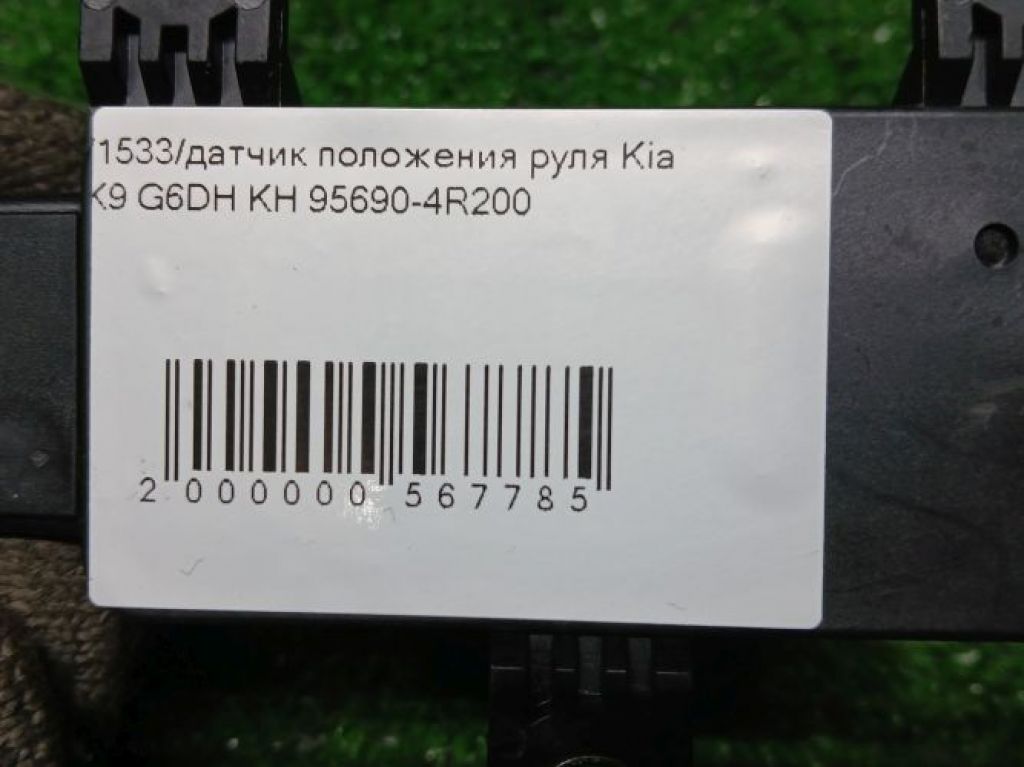 1533/датчик положения руля Kia
K9 G6DH KH 95690-4R200
2 000000 567785